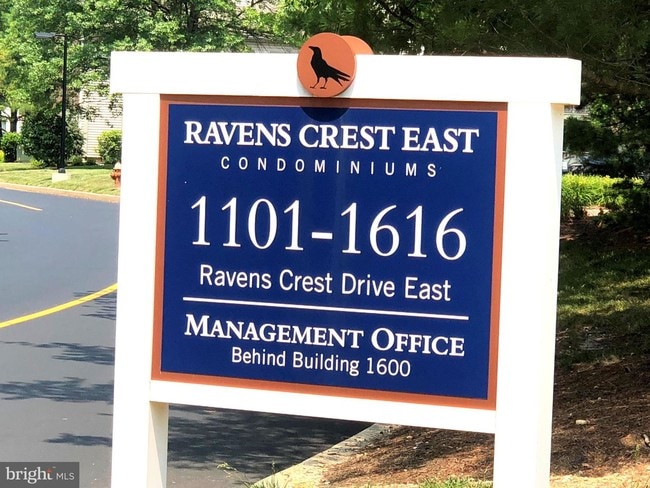 RAVENS CREST EAST
CONDOMINIUMS
1101-1616
Ravens Crest Drive East
MANAGEMENT OFFICE
Behind Building 1600
bright MLS